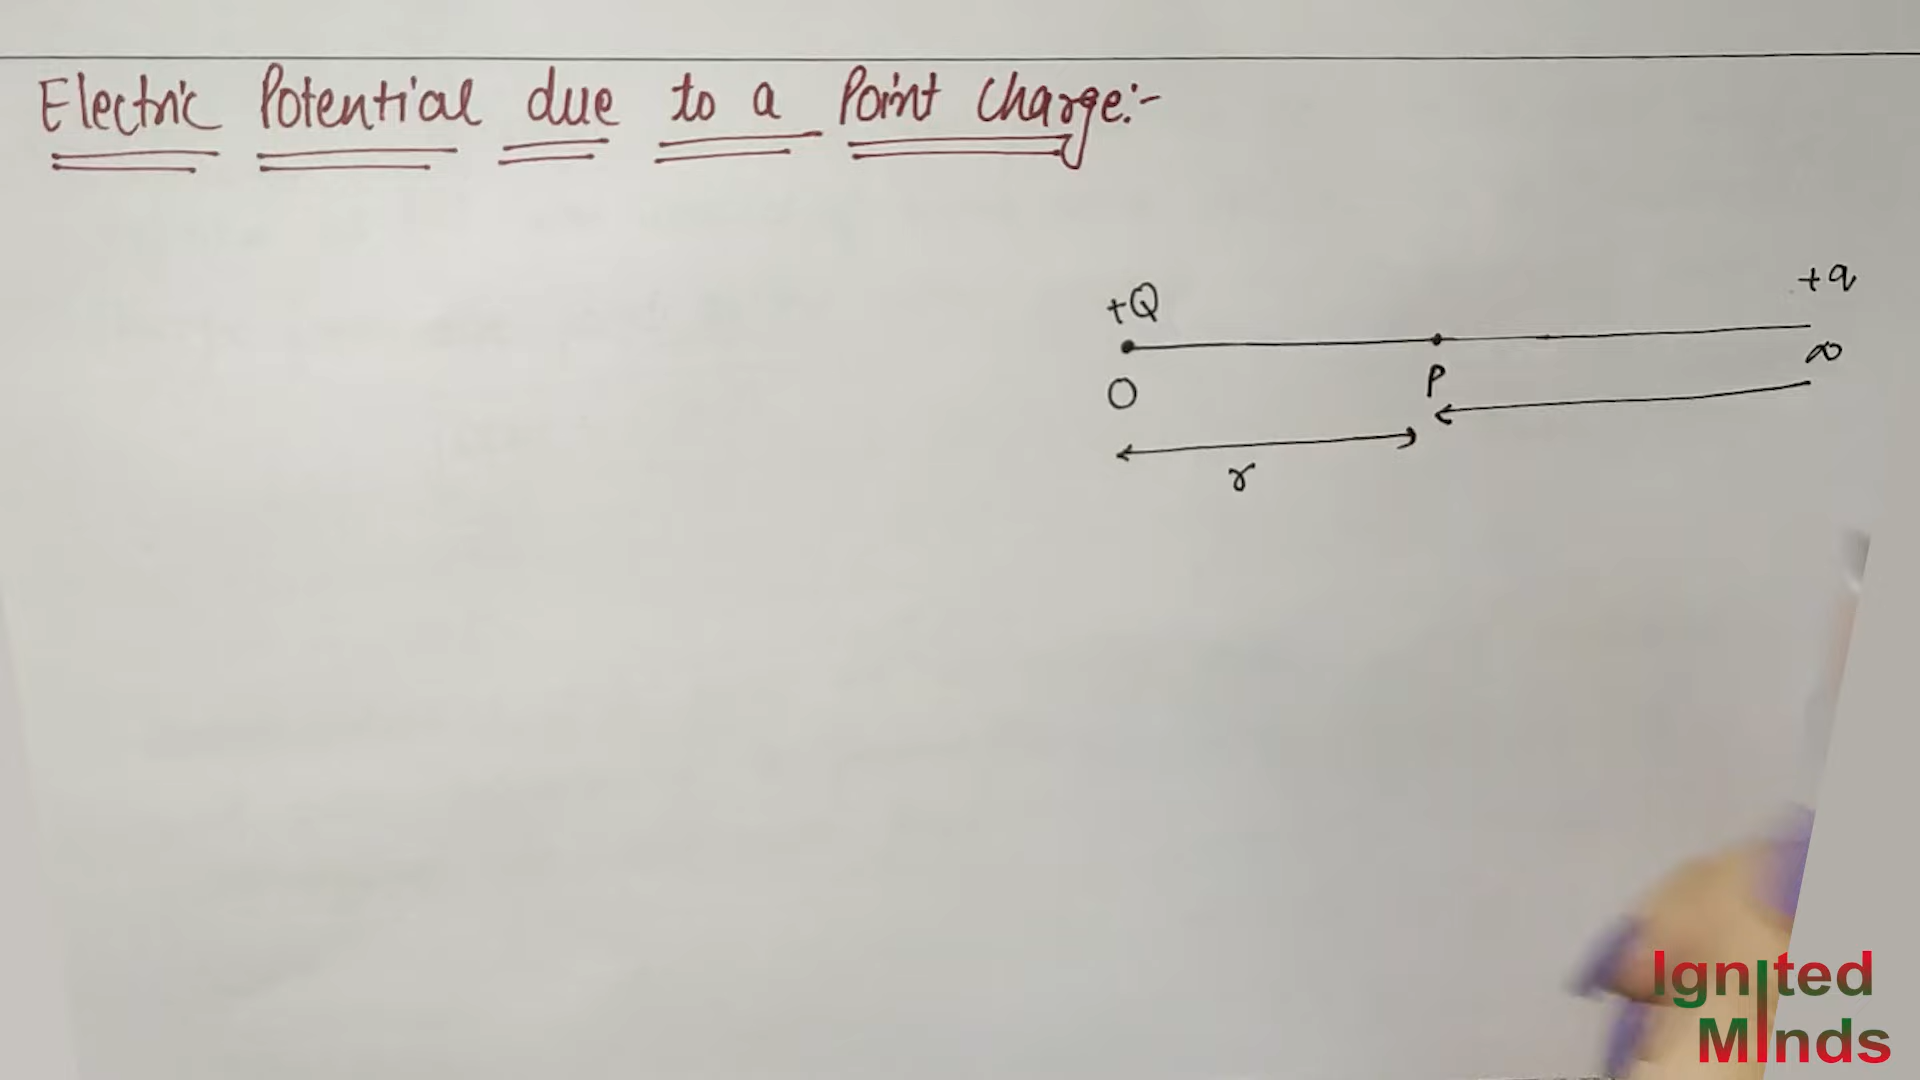 Electric Potential due to a Point Charge:-
+Q
+q
O
P
∞
r
Ignited
Minds